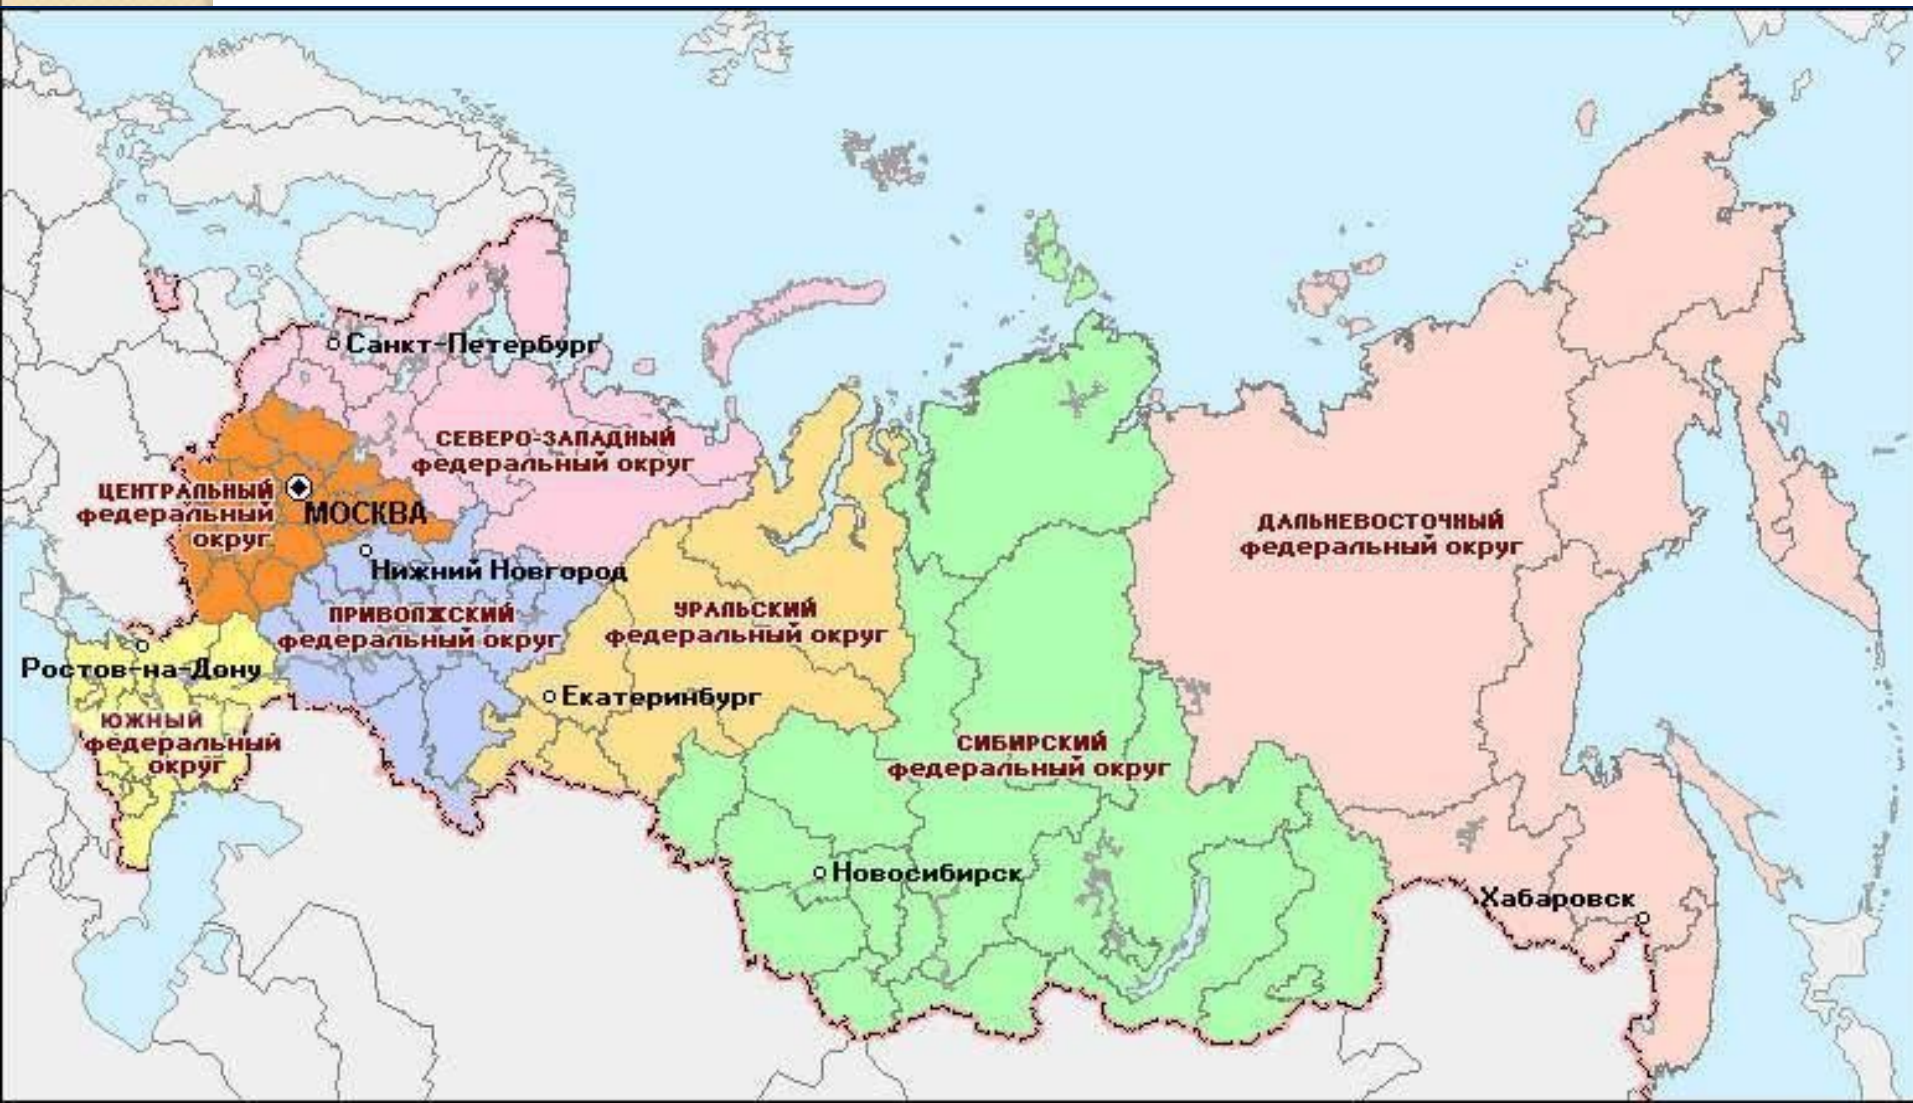 Санкт-Петербург
СЕВЕРО-ЗАПАДНЫЙ
федеральный округ
ЦЕНТРАЛЬНЫЙ
федеральный
округ
МОСКВА
Нижний Новгород
ПРИВОЛЖСКИЙ
федеральный округ
УРАЛЬСКИЙ
федеральный округ
ДАЛЬНЕВОСТОЧНЫЙ
федеральный округ
Ростов-на-Дону
Екатеринбург
ЮЖНЫЙ
федеральный
округ
СИБИРСКИЙ
федеральный округ
Новосибирск
Хабаровск